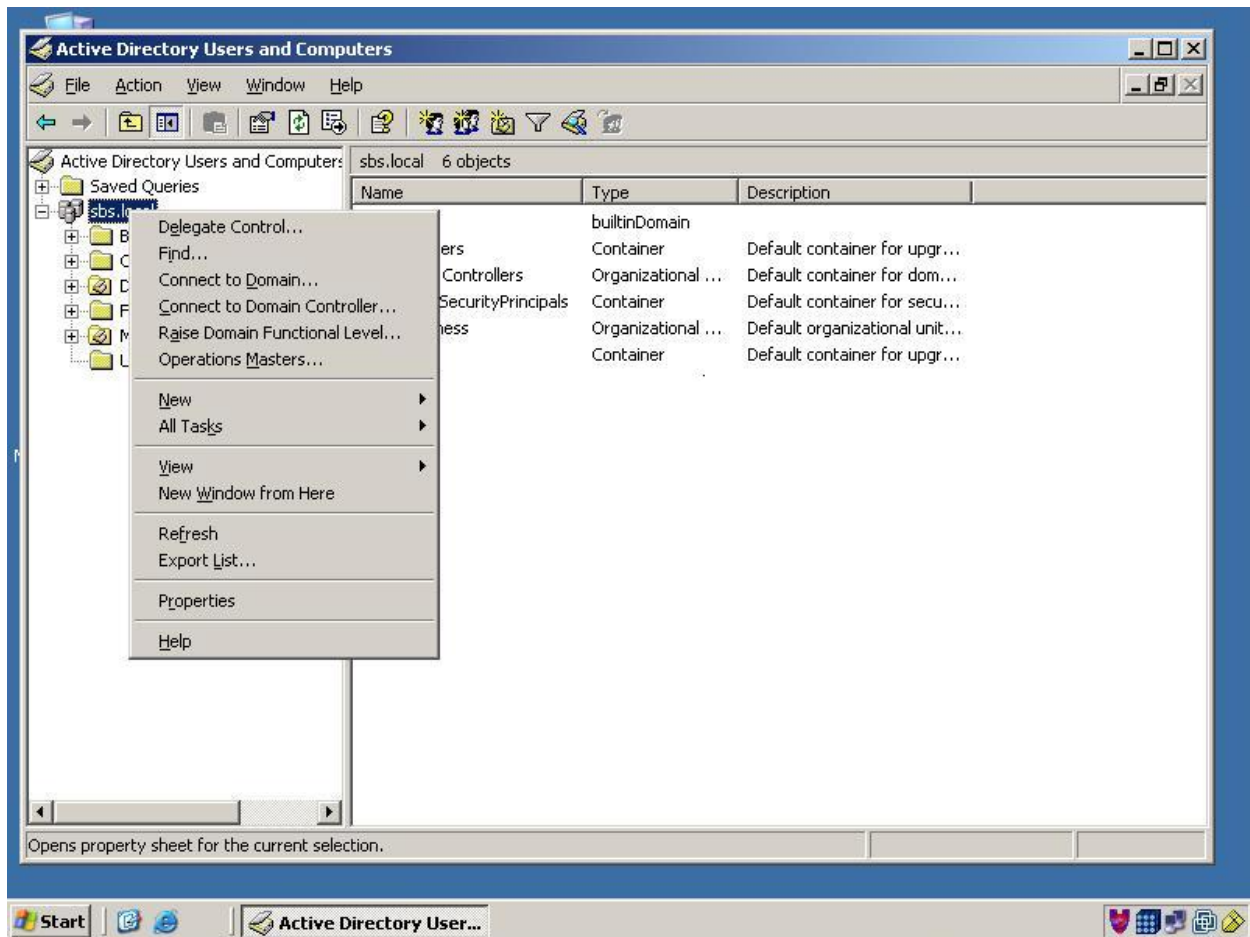 Active Directory Users and Computers
File Action View Window Help
Active Directory Users and Computers
sbs.local 6 objects
Saved Queries
Name Type Description
sbs.
builtinDomain
ers Container Default container for upgr...
Controllers Organizational ... Default container for dom...
SecurityPrincipals Container Default container for secu...
ness Organizational ... Default organizational unit...
Container Default container for upgr...
B
C
D
F
M
U
Delegate Control...
Find...
Connect to Domain...
Connect to Domain Controller...
Raise Domain Functional Level...
Operations Masters...
New
All Tasks
View
New Window from Here
Refresh
Export List...
Properties
Help
Opens property sheet for the current selection.
Start Active Directory User...